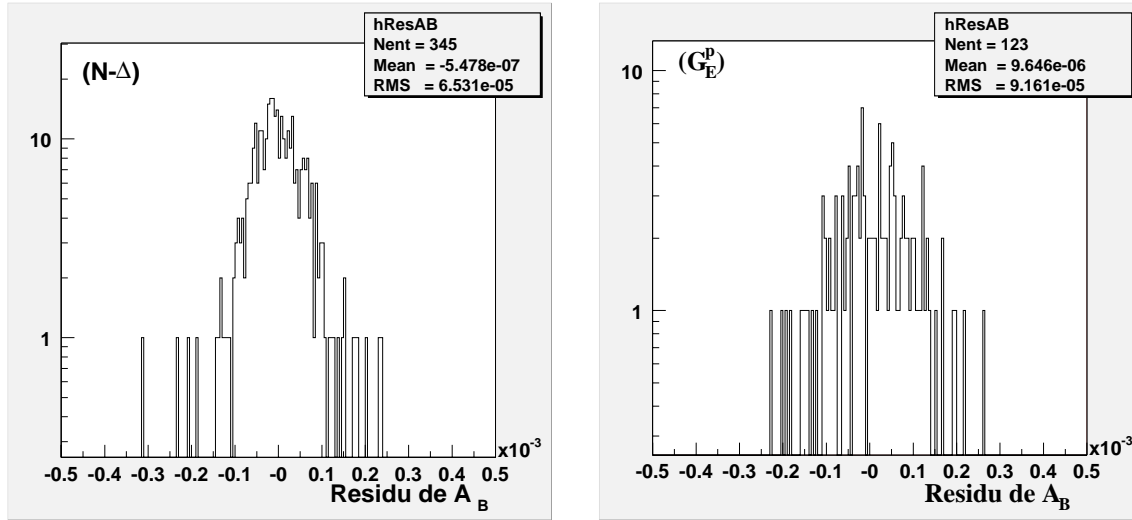 hResAB
Nent = 345
Mean = -5.478e-07
RMS = 6.531e-05
(N-Δ)
10
1
-0.5 -0.4 -0.3 -0.2 -0.1 -0 0.1 0.2 0.3 0.4 0.5
x10-3
Residu de A B
hResAB
Nent = 123
Mean = 9.646e-06
RMS = 9.161e-05
(GEp)
10
1
-0.5 -0.4 -0.3 -0.2 -0.1 -0 0.1 0.2 0.3 0.4 0.5
x10-3
Residu de AB